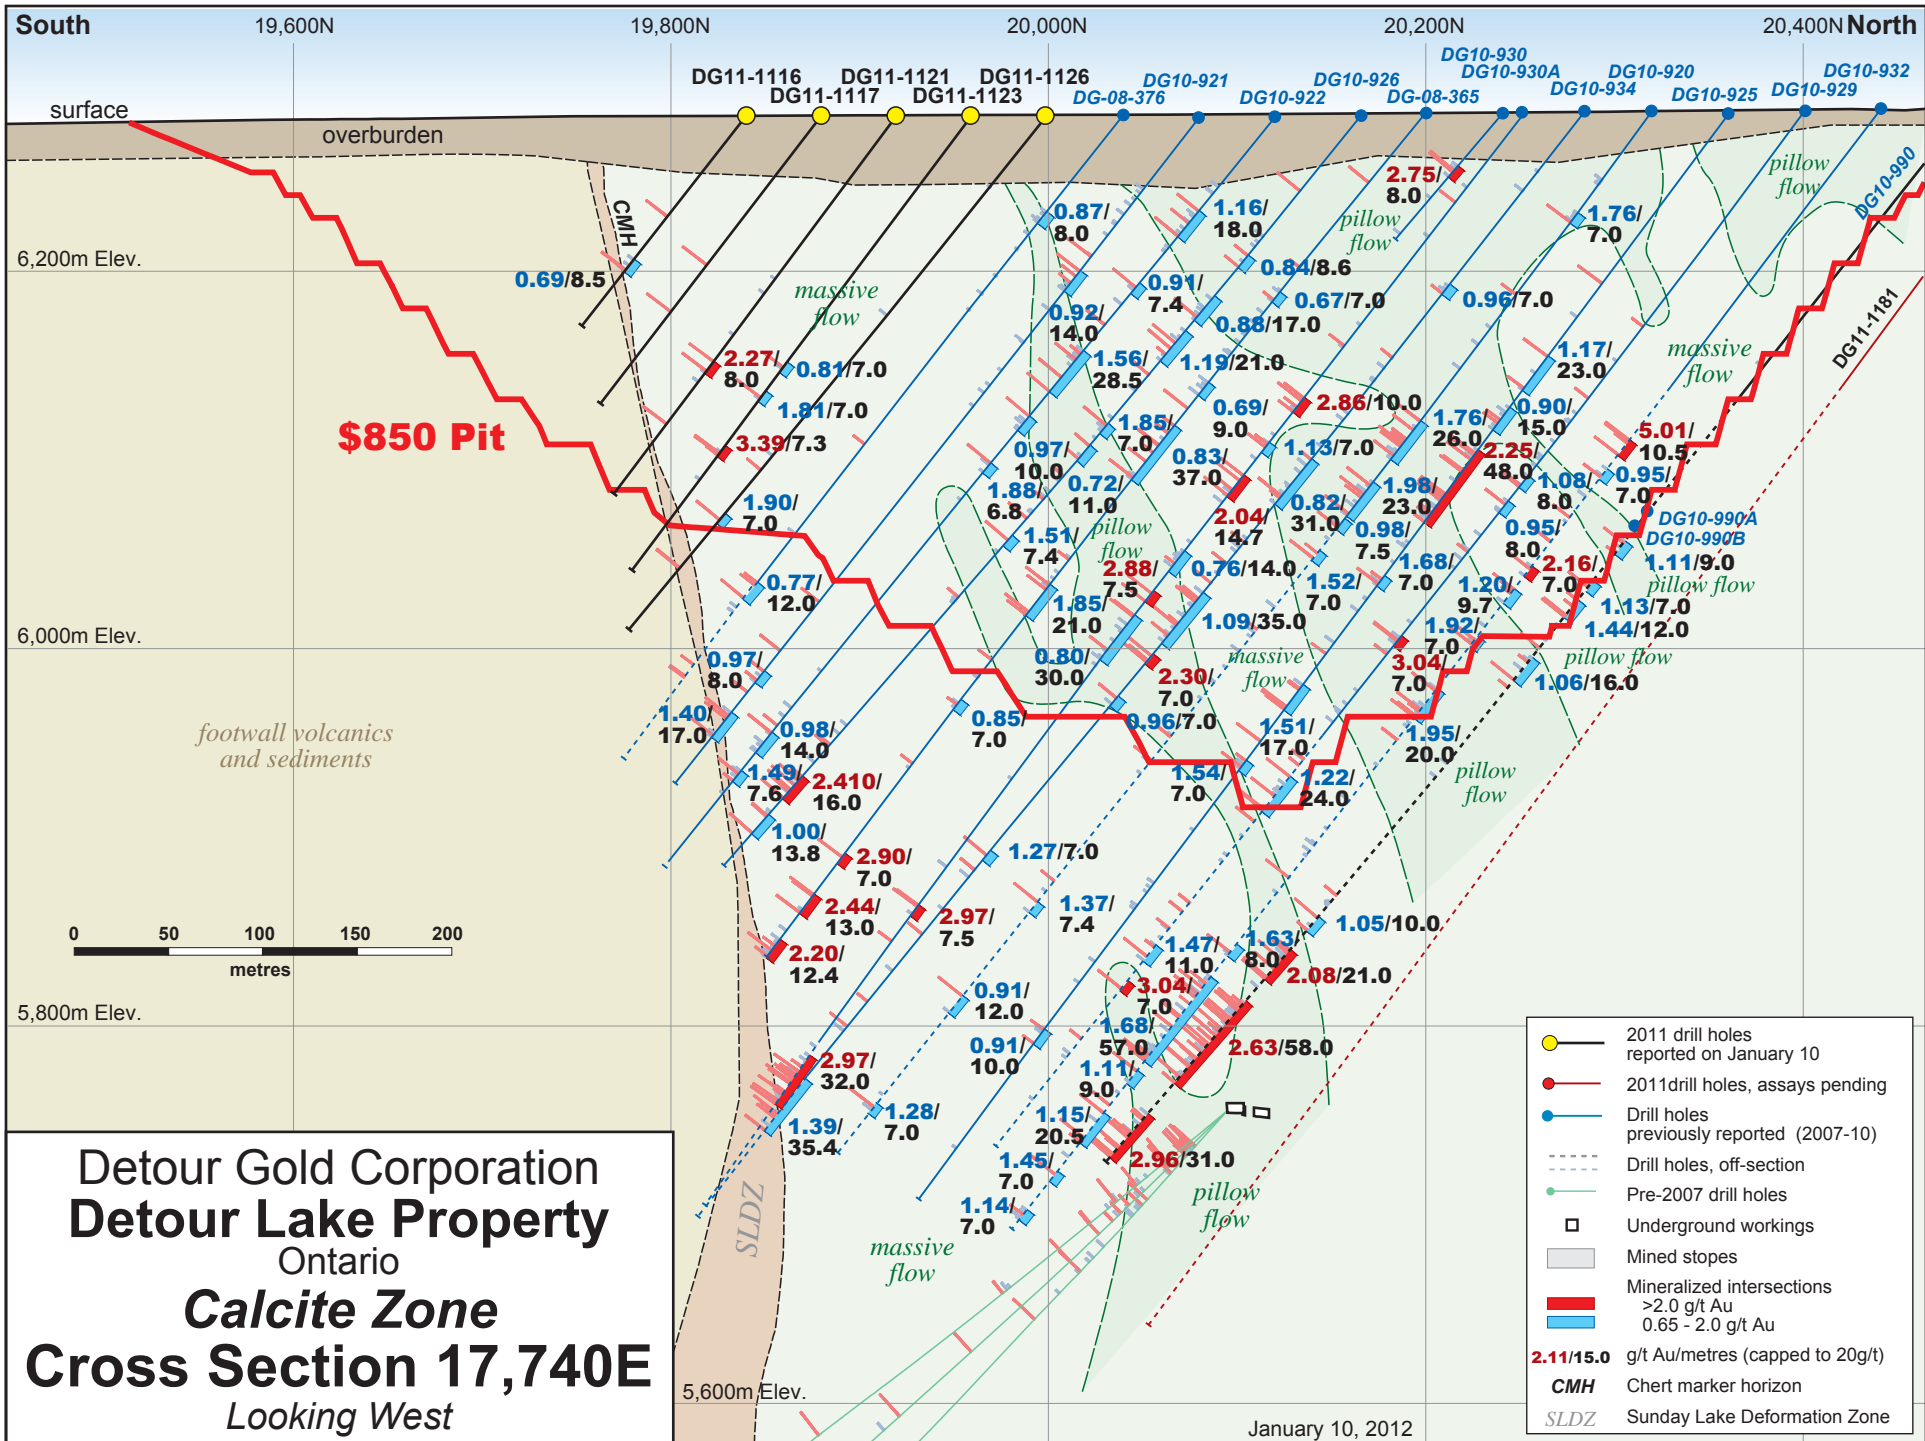 South
19,600N
19,800N
20,000N
20,200N
20,400N
North
DG11-1116
DG11-1121
DG11-1126
DG11-1117
DG11-1123
DG-08-376
DG10-921
DG10-922
DG10-926
DG-08-365
DG10-930
DG10-930A
DG10-934
DG10-920
DG10-925
DG10-929
DG10-932
surface
overburden
CMH
DG10-990
pillow
flow
2.75/
8.0
pillow
flow
1.76/
7.0
0.87/
8.0
1.16/
18.0
6,200m Elev.
0.69/8.5
massive
flow
0.84/8.6
0.91/
7.4
0.67/7.0
0.96/7.0
0.92/
14.0
0.88/17.0
DG11-1181
massive
flow
2.27/
8.0
0.81/7.0
1.56/
28.5
1.19/21.0
1.17/
23.0
1.81/7.0
0.69/
9.0
2.86/10.0
1.76/
26.0
0.90/
15.0
$850 Pit
3.39/7.3
0.97/
10.0
1.85/
7.0
0.83/
37.0
1.13/7.0
2.25/
48.0
5.01/
10.5
1.88/
6.8
0.72/
11.0
1.98/
23.0
1.08/
8.0
0.95/
7.0
1.90/
7.0
1.51/
7.4
pillow
flow
2.04/
14.7
0.82/
31.0
0.98/
7.5
0.95/
8.0
DG10-990A
DG10-990B
1.11/9.0
0.77/
12.0
2.88/
7.5
0.76/14.0
1.52/
7.0
1.68/
7.0
1.20/
9.7
2.16/
7.0
pillow flow
1.13/7.0
1.44/12.0
1.85/
21.0
1.09/35.0
1.92/
7.0
6,000m Elev.
0.97/
8.0
0.80/
30.0
2.30/
7.0
massive
flow
3.04/
7.0
pillow flow
1.06/16.0
footwall volcanics
and sediments
1.40/
17.0
0.98/
14.0
0.85/
7.0
0.96/7.0
1.51/
17.0
1.95/
20.0
1.49/
7.6
2.410/
16.0
1.54/
7.0
1.22/
24.0
pillow
flow
1.00/
13.8
2.90/
7.0
1.27/7.0
2.44/
13.0
2.97/
7.5
1.37/
7.4
1.05/10.0
0 50 100 150 200
metres
2.20/
12.4
1.47/
11.0
1.63/
8.0
2.08/21.0
0.91/
12.0
3.04/
7.0
5,800m Elev.
0.91/
10.0
1.68/
57.0
2.63/58.0
2.97/
32.0
1.11/
9.0
1.39/
35.4
1.28/
7.0
1.15/
20.5
2.96/31.0
1.45/
7.0
1.14/
7.0
pillow
flow
SLDZ
massive
flow
5,600m Elev.
January 10, 2012
Detour Gold Corporation
Detour Lake Property
Ontario
Calcite Zone
Cross Section 17,740E
Looking West
2011 drill holes
reported on January 10
2011drill holes, assays pending
Drill holes
previously reported (2007-10)
Drill holes, off-section
Pre-2007 drill holes
Underground workings
Mined stopes
Mineralized intersections
>2.0 g/t Au
0.65 - 2.0 g/t Au
2.11/15.0 g/t Au/metres (capped to 20g/t)
CMH Chert marker horizon
SLDZ Sunday Lake Deformation Zone